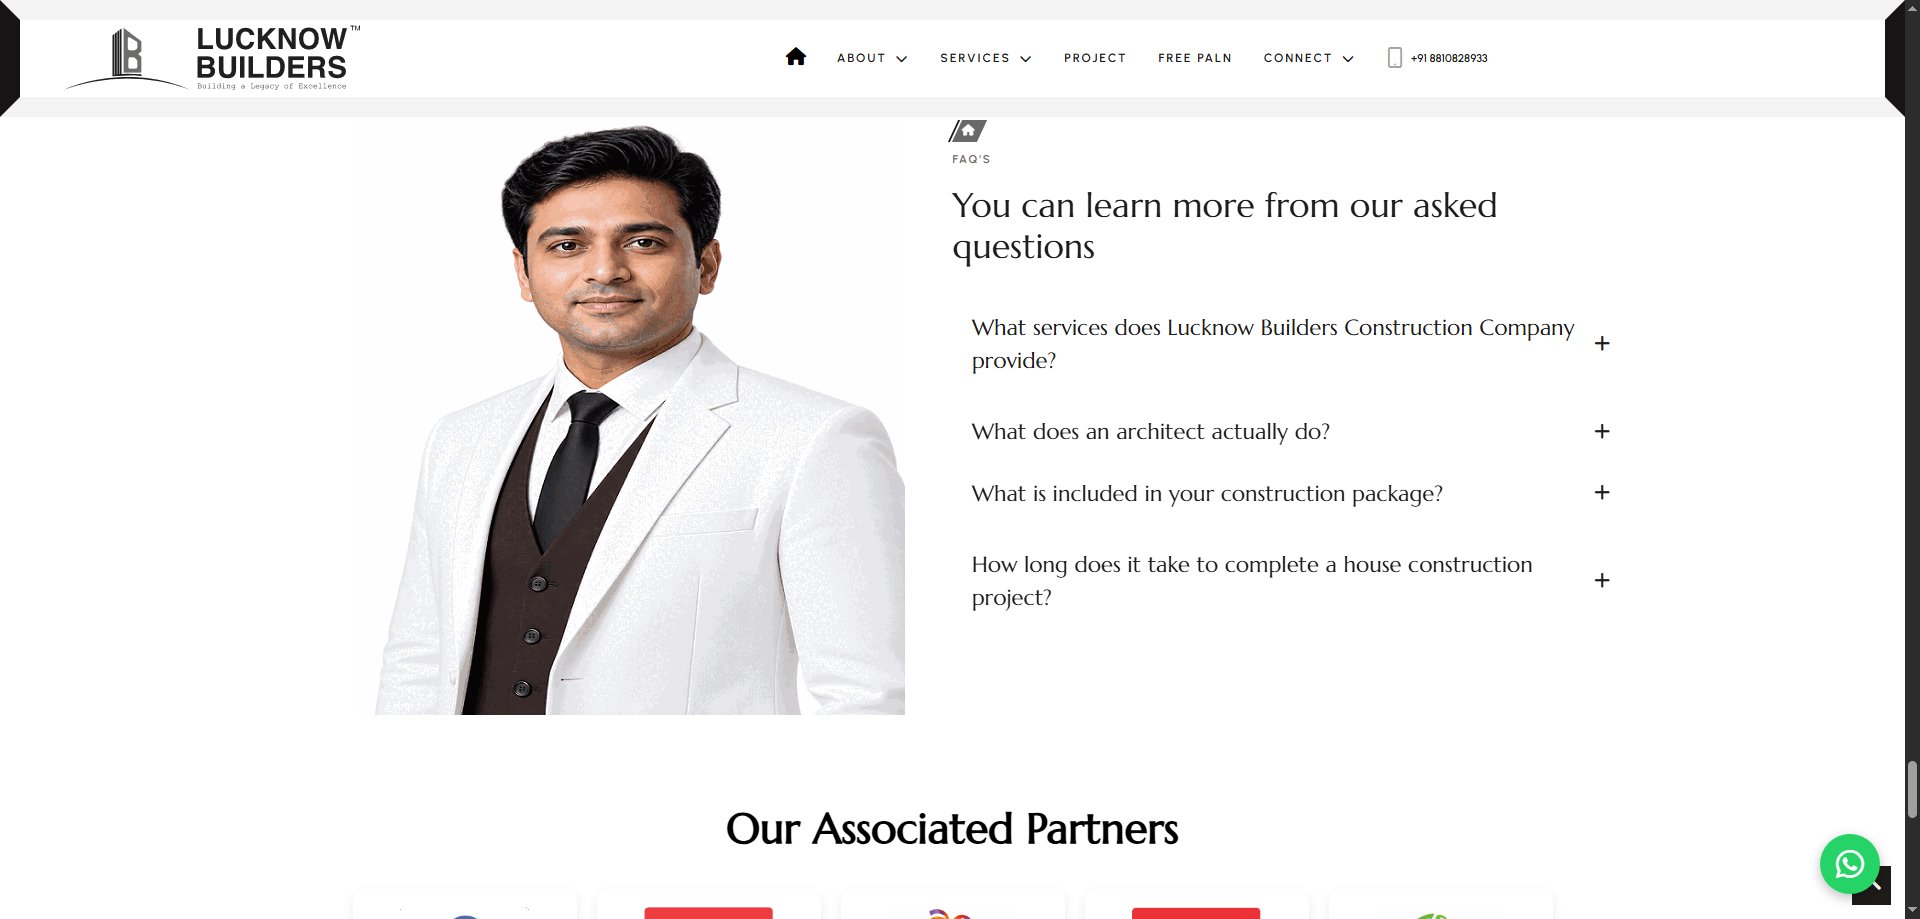 LUCKNOW™
BUILDERS
Building a Legacy of Excellence
ABOUT
SERVICES
PROJECT
FREE PALN
CONNECT
+91 8810828933
FAQ'S
You can learn more from our asked
questions
What services does Lucknow Builders Construction Company
provide?
What does an architect actually do?
What is included in your construction package?
How long does it take to complete a house construction
project?
Our Associated Partners